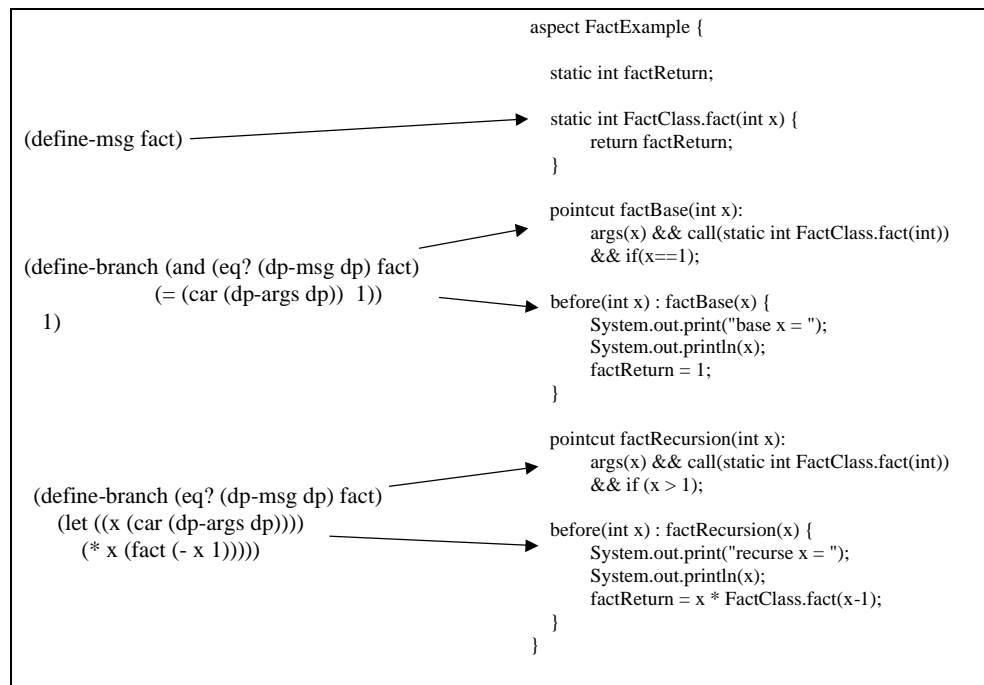 (define-msg fact)
(define-branch (and (eq? (dp-msg dp) fact)
(= (car (dp-args dp)) 1))
1)
(define-branch (eq? (dp-msg dp) fact)
(let ((x (car (dp-args dp))))
(* x (fact (- x 1)))))
aspect FactExample {
static int factReturn;
static int FactClass.fact(int x) {
return factReturn;
}
pointcut factBase(int x):
args(x) && call(static int FactClass.fact(int))
&& if(x==1);
before(int x) : factBase(x) {
System.out.print("base x = ");
System.out.println(x);
factReturn = 1;
}
pointcut factRecursion(int x):
args(x) && call(static int FactClass.fact(int))
&& if (x > 1);
before(int x) : factRecursion(x) {
System.out.print("recurse x = ");
System.out.println(x);
factReturn = x * FactClass.fact(x-1);
}
}